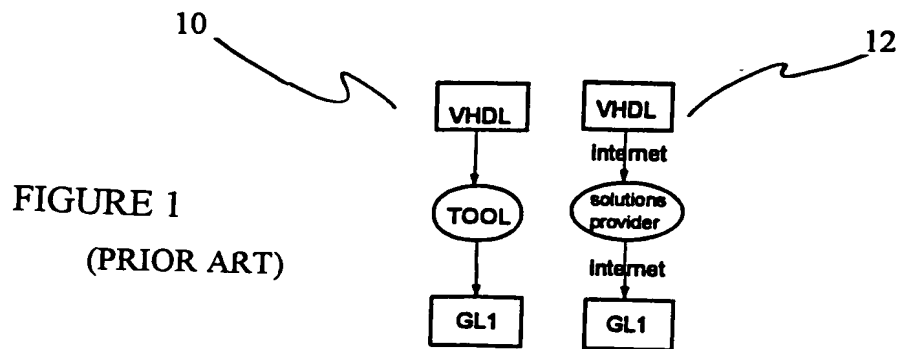 10
12
VHDL
VHDL
internet
TOOL
solutions
provider
FIGURE 1
(PRIOR ART)
internet
GL1
GL1